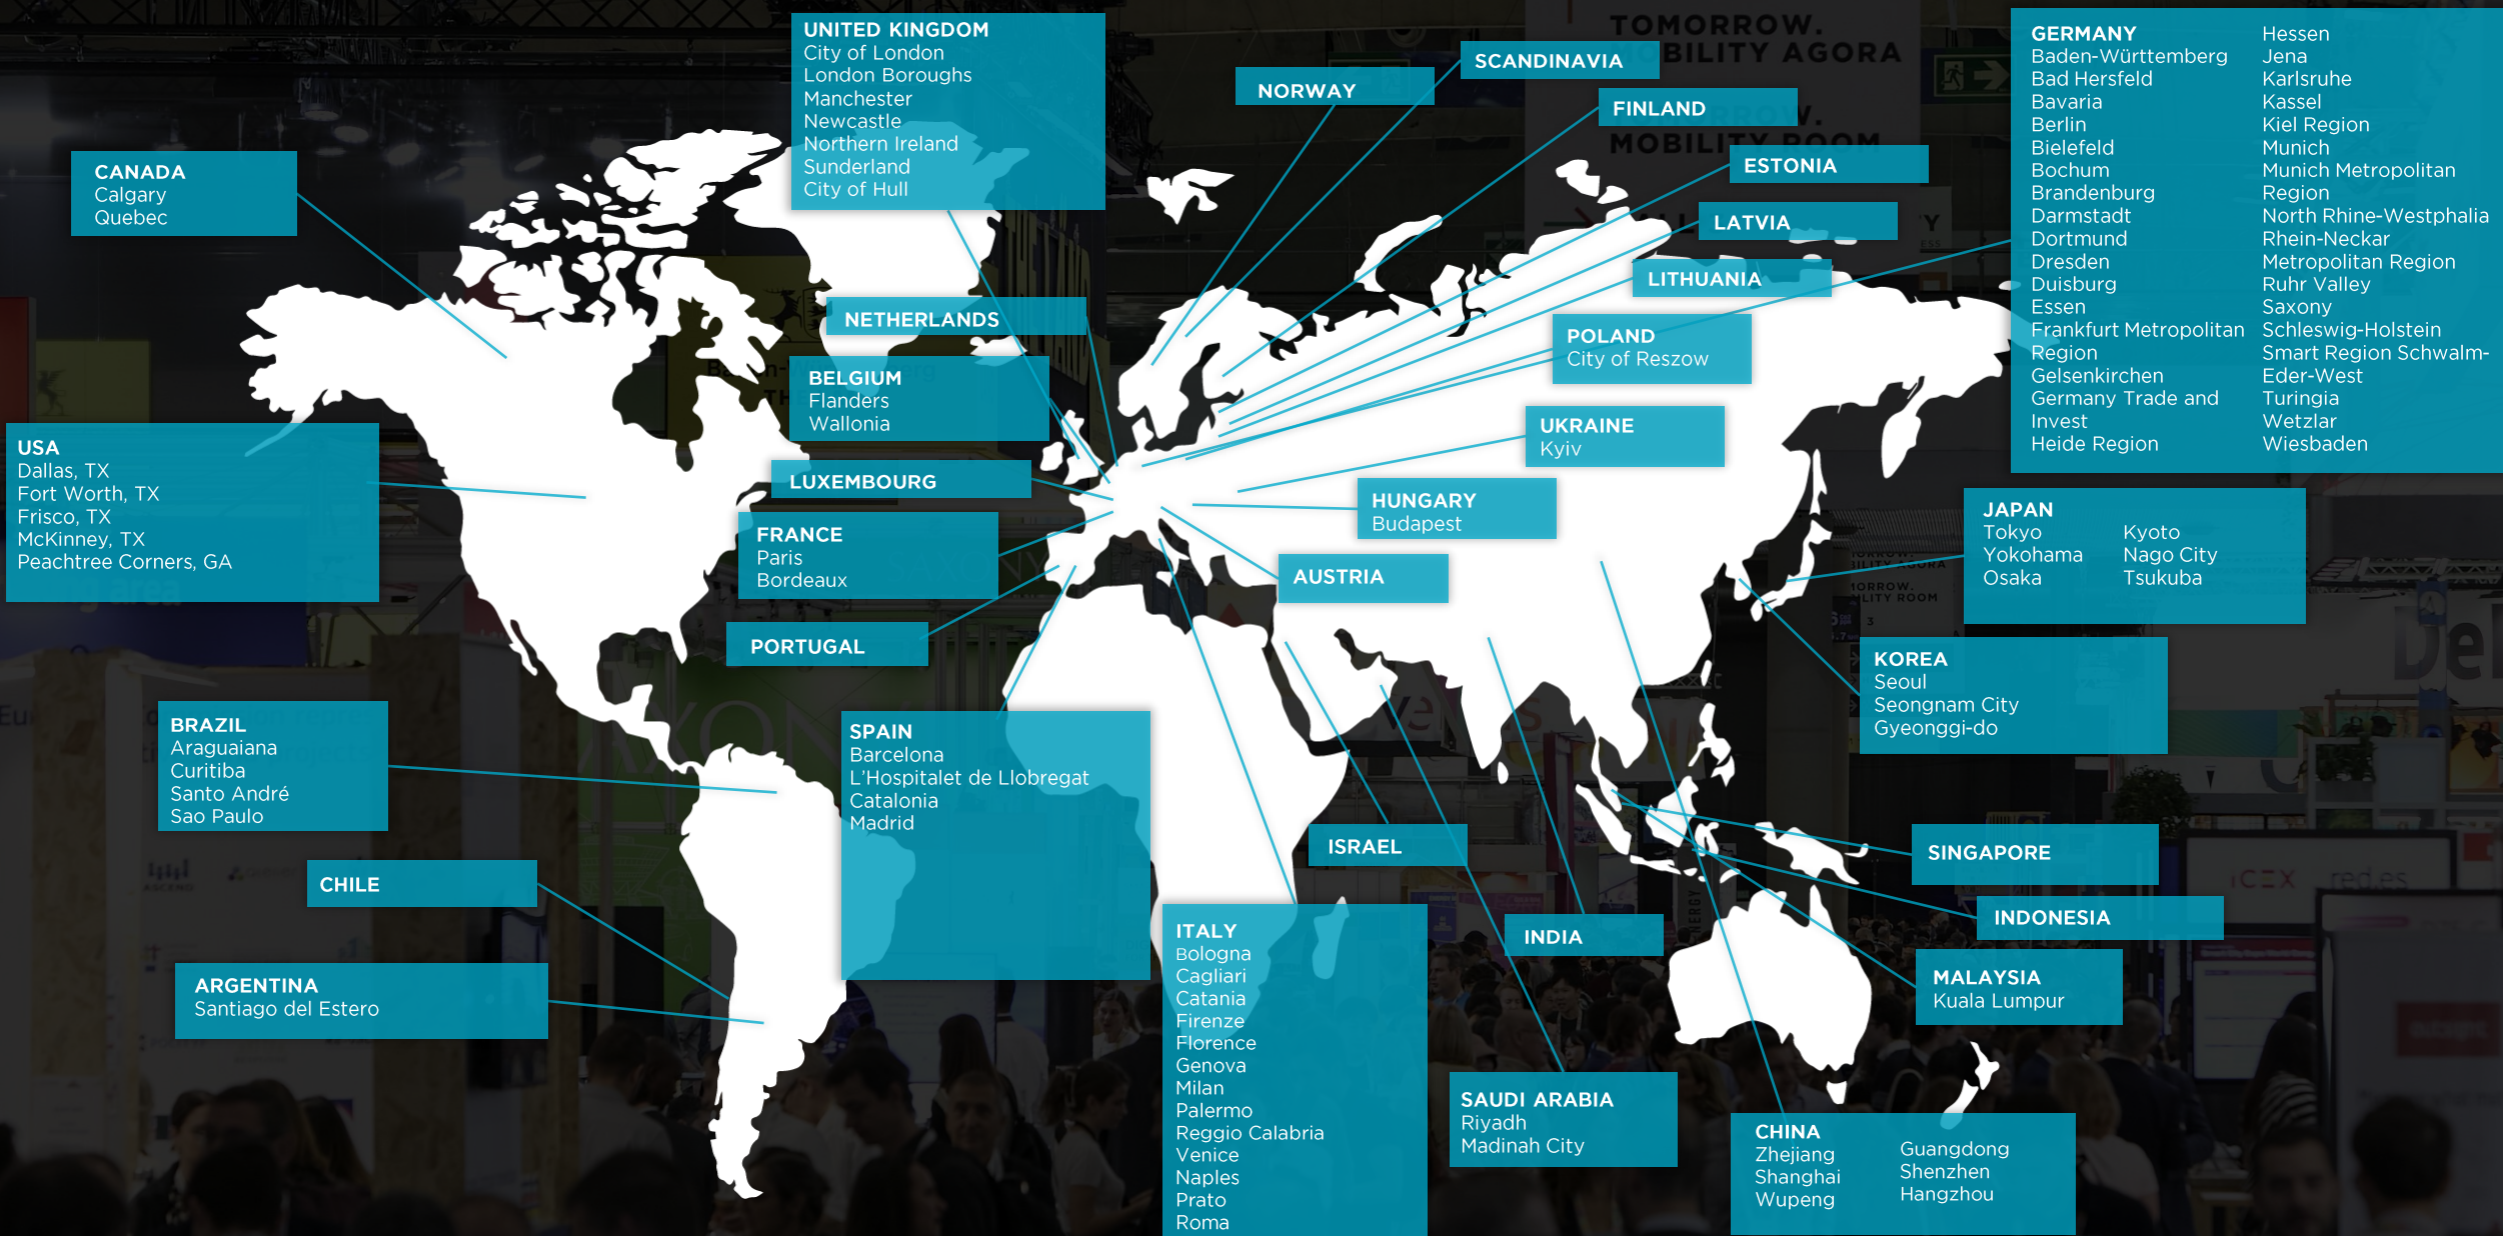 TOMORROW.
MOBILITY AGORA
MOBILITY ROOM
UNITED KINGDOM
City of London
London Boroughs
Manchester
Newcastle
Northern Ireland
Sunderland
City of Hull
NORWAY
SCANDINAVIA
FINLAND
ESTONIA
LATVIA
LITHUANIA
GERMANY
Baden-Württemberg
Bad Hersfeld
Bavaria
Berlin
Bielefeld
Bochum
Brandenburg
Darmstadt
Dortmund
Dresden
Duisburg
Essen
Frankfurt Metropolitan
Region
Gelsenkirchen
Germany Trade and
Invest
Heide Region
Hessen
Jena
Karlsruhe
Kassel
Kiel Region
Munich
Munich Metropolitan
Region
North Rhine-Westphalia
Rhein-Neckar
Metropolitan Region
Ruhr Valley
Saxony
Schleswig-Holstein
Smart Region Schwalm-
Eder-West
Turingia
Wetzlar
Wiesbaden
CANADA
Calgary
Quebec
NETHERLANDS
BELGIUM
Flanders
Wallonia
POLAND
City of Reszow
UKRAINE
Kyiv
USA
Dallas, TX
Fort Worth, TX
Frisco, TX
McKinney, TX
Peachtree Corners, GA
LUXEMBOURG
FRANCE
Paris
Bordeaux
HUNGARY
Budapest
AUSTRIA
JAPAN
Tokyo
Yokohama
Osaka
Kyoto
Nago City
Tsukuba
PORTUGAL
KOREA
Seoul
Seongnam City
Gyeonggi-do
BRAZIL
Araguaiana
Curitiba
Santo André
Sao Paulo
SPAIN
Barcelona
L'Hospitalet de Llobregat
Catalonia
Madrid
ISRAEL
SINGAPORE
CHILE
INDONESIA
INDIA
ITALY
Bologna
Cagliari
Catania
Firenze
Florence
Genova
Milan
Palermo
Reggio Calabria
Venice
Naples
Prato
Roma
ARGENTINA
Santiago del Estero
MALAYSIA
Kuala Lumpur
SAUDI ARABIA
Riyadh
Madinah City
CHINA
Zhejiang
Shanghai
Wupeng
Guangdong
Shenzhen
Hangzhou
ICEX
red.es